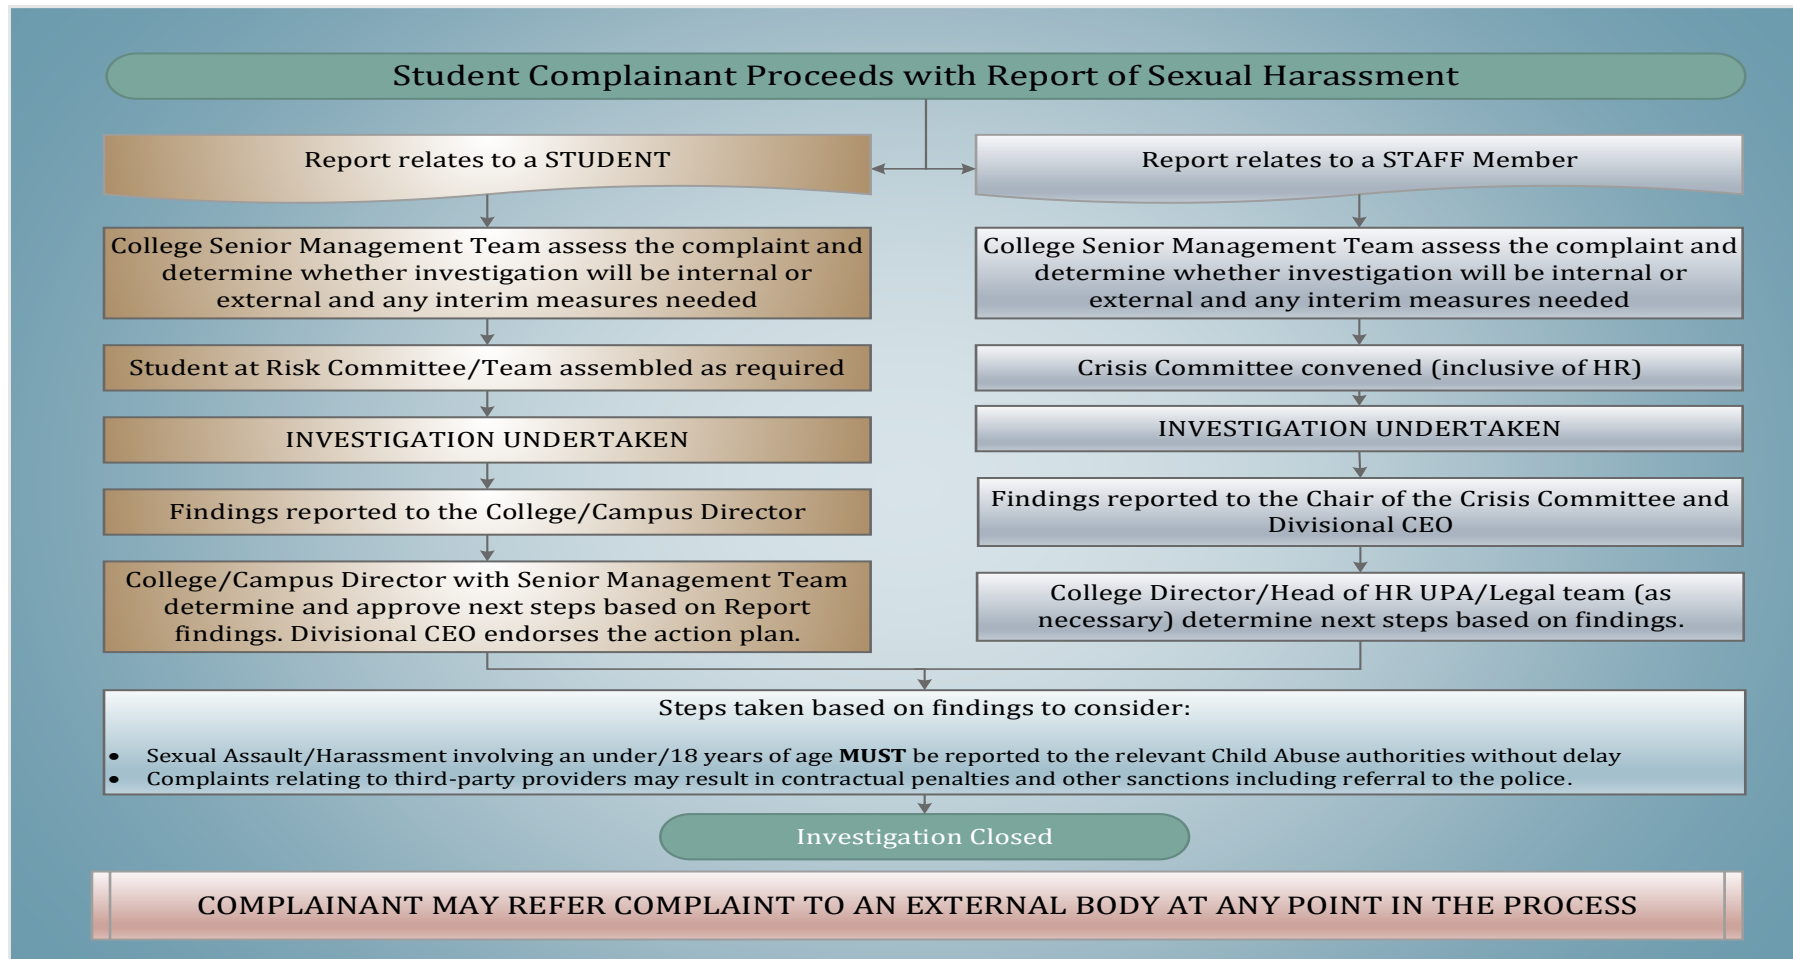 Student Complainant Proceeds with Report of Sexual Harassment
Report relates to a STUDENT
College Senior Management Team assess the complaint and
determine whether investigation will be internal or
external and any interim measures needed
Student at Risk Committee/Team assembled as required
INVESTIGATION UNDERTAKEN
Findings reported to the College/Campus Director
College/Campus Director with Senior Management Team
determine and approve next steps based on Report
findings. Divisional CEO endorses the action plan.
Report relates to a STAFF Member
College Senior Management Team assess the complaint and
determine whether investigation will be internal or
external and any interim measures needed
Crisis Committee convened (inclusive of HR)
INVESTIGATION UNDERTAKEN
Findings reported to the Chair of the Crisis Committee and
Divisional CEO
College Director/Head of HR UPA/Legal team (as
necessary) determine next steps based on findings.
Steps taken based on findings to consider:
• Sexual Assault/Harassment involving an under/18 years of age MUST be reported to the relevant Child Abuse authorities without delay
• Complaints relating to third-party providers may result in contractual penalties and other sanctions including referral to the police.
Investigation Closed
COMPLAINANT MAY REFER COMPLAINT TO AN EXTERNAL BODY AT ANY POINT IN THE PROCESS